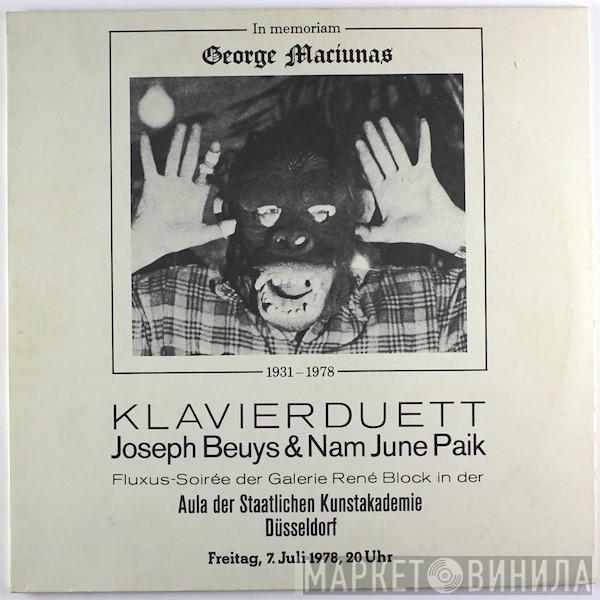 In memoriam
George Maciunas
1931–1978
KLAVIERDUETT
Joseph Beuys & Nam June Paik
Fluxus-Soirée der Galerie René Block in der
Aula der Staatlichen Kunstakademie
Düsseldorf
Freitag, 7. Juli 1978, 20 Uhr
МАРКЕТ ВИНИЛА